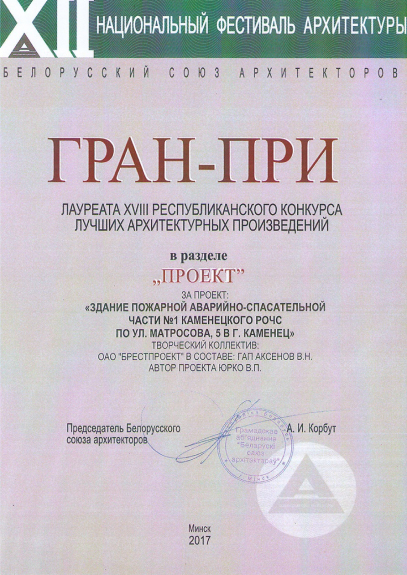 XII НАЦИОНАЛЬНЫЙ ФЕСТИВАЛЬ АРХИТЕКТУРЫ
БЕЛОРУССКИЙ СОЮЗ АРХИТЕКТОРОВ
ГРАН-ПРИ
ЛАУРЕАТА XVIII РЕСПУБЛИКАНСКОГО КОНКУРСА
ЛУЧШИХ АРХИТЕКТУРНЫХ ПРОИЗВЕДЕНИЙ
в разделе
„ПРОЕКТ”
ЗА ПРОЕКТ:
«ЗДАНИЕ ПОЖАРНОЙ АВАРИЙНО-СПАСАТЕЛЬНОЙ
ЧАСТИ №1 КАМЕНЕЦКОГО РОЧС
ПО УЛ. МАТРОСОВА, 5 В Г. КАМЕНЕЦ»
ТВОРЧЕСКИЙ КОЛЛЕКТИВ:
ОАО "БРЕСТПРОЕКТ" В СОСТАВЕ: ГАП АКСЕНОВ В.Н.
АВТОР ПРОЕКТА ЮРКО В.П.
Председатель Белорусского
союза архитекторов
А. И. Корбут
Грамадскае
аб'яднанне
"Беларускі
саюз
архітэктараў"
Минск
2017